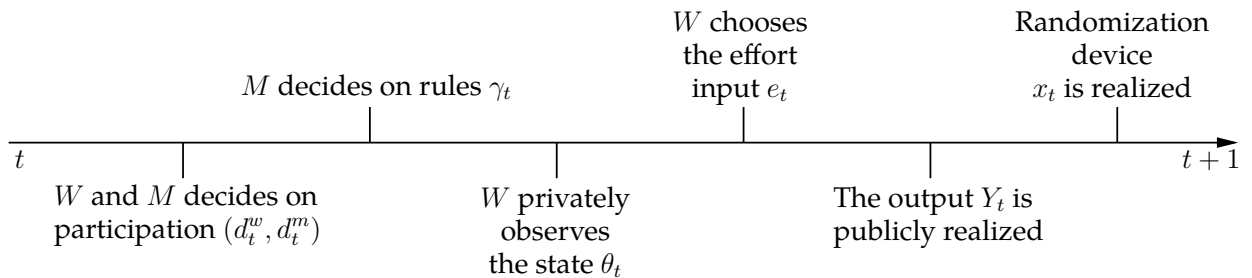 W chooses
the effort
input e_t
Randomization
device
x_t is realized
M decides on rules γ_t
t
t + 1
W and M decides on
participation (d_t^w, d_t^m)
W privately
observes
the state θ_t
The output Y_t is
publicly realized